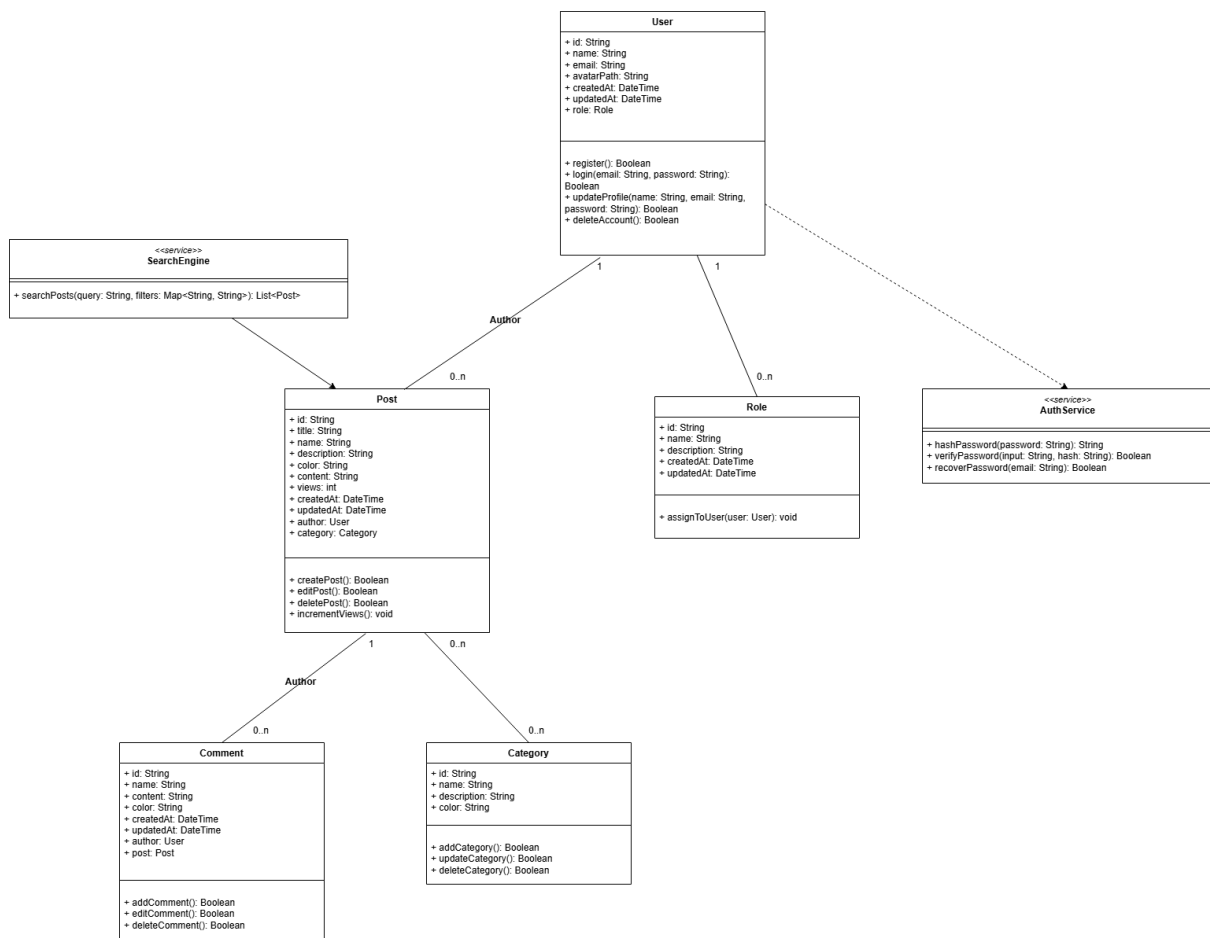 User
+ id: String
+ name: String
+ email: String
+ avatarPath: String
+ createdAt: DateTime
+ updatedAt: DateTime
+ role: Role
+ register(): Boolean
+ login(email: String, password: String):
Boolean
+ updateProfile(name: String, email: String,
password: String): Boolean
+ deleteAccount(): Boolean
<<service>>
SearchEngine
+ searchPosts(query: String, filters: Map<String, String>): List<Post>
1
1
Author
0..n
0..n
Post
+ id: String
+ title: String
+ name: String
+ description: String
+ color: String
+ content: String
+ views: int
+ createdAt: DateTime
+ updatedAt: DateTime
+ author: User
+ category: Category
+ createPost(): Boolean
+ editPost(): Boolean
+ deletePost(): Boolean
+ incrementViews(): void
Role
+ id: String
+ name: String
+ description: String
+ createdAt: DateTime
+ updatedAt: DateTime
+ assignToUser(user: User): void
<<service>>
AuthService
+ hashPassword(password: String): String
+ verifyPassword(input: String, hash: String): Boolean
+ recoverPassword(email: String): Boolean
1
0..n
Author
0..n
0..n
Comment
+ id: String
+ name: String
+ content: String
+ color: String
+ createdAt: DateTime
+ updatedAt: DateTime
+ author: User
+ post: Post
+ addComment(): Boolean
+ editComment(): Boolean
+ deleteComment(): Boolean
Category
+ id: String
+ name: String
+ description: String
+ color: String
+ addCategory(): Boolean
+ updateCategory(): Boolean
+ deleteCategory(): Boolean